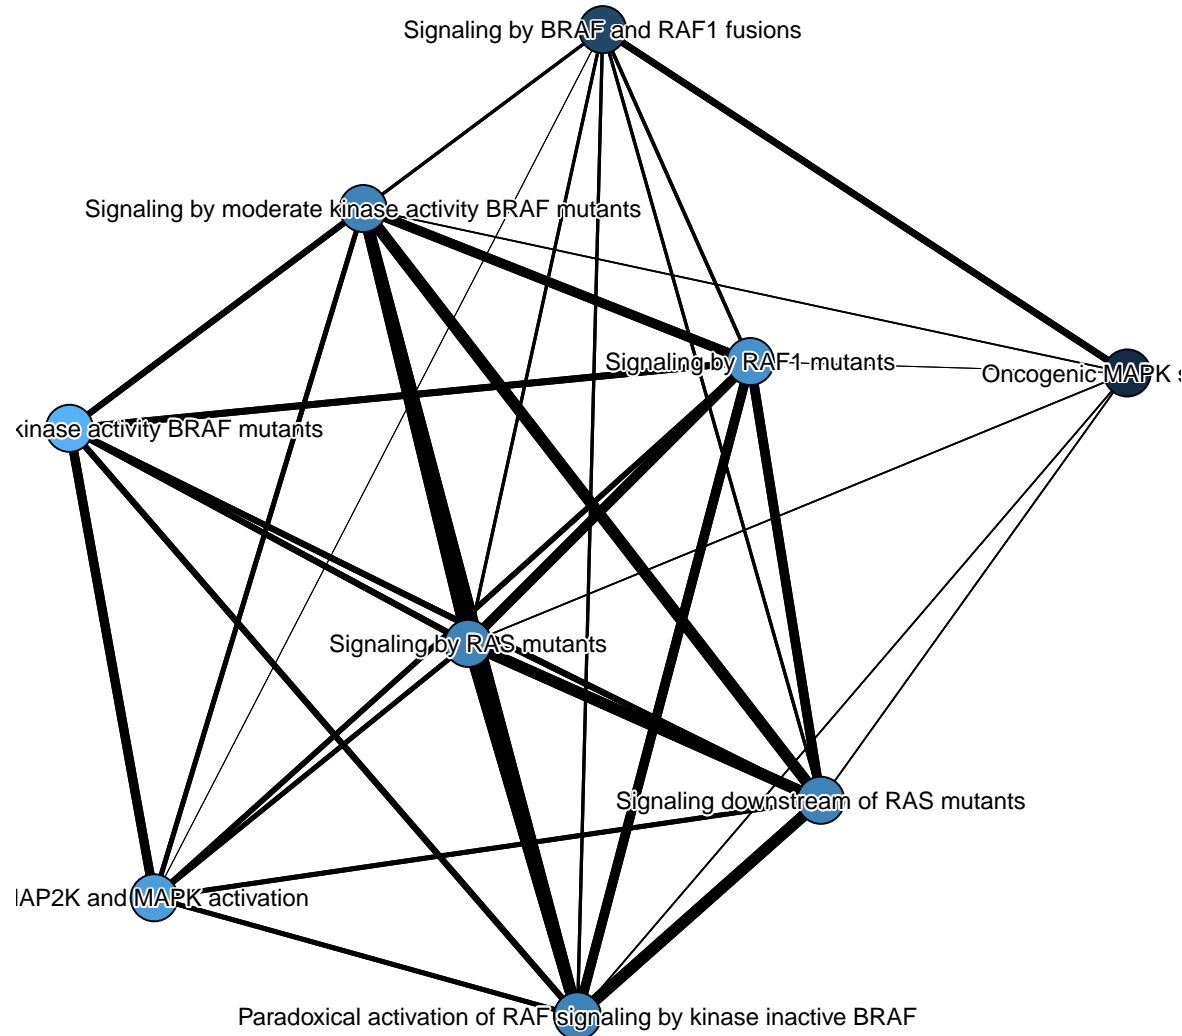 Signaling by BRAF and RAF1 fusions
Signaling by moderate kinase activity BRAF mutants
Signaling by RAF1 mutants
Oncogenic MAPK s
kinase activity BRAF mutants
Signaling by RAS mutants
Signaling downstream of RAS mutants
AP2K and MAPK activation
Paradoxical activation of RAF signaling by kinase inactive BRAF